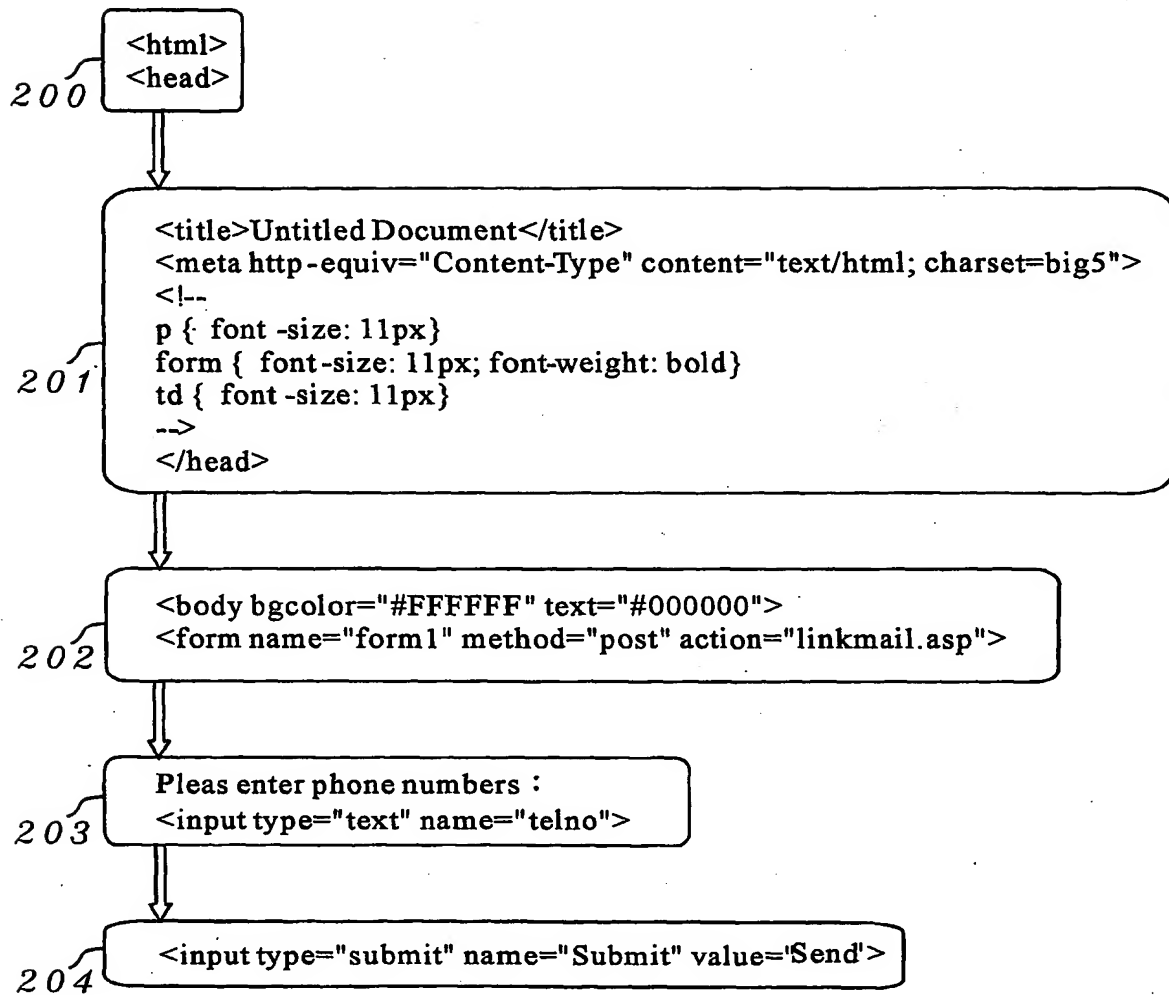 <html>
<head>
200
<title>Untitled Document</title>
<meta http-equiv="Content-Type" content="text/html; charset=big5">
<!--
p { font -size: 11px}
form { font-size: 11px; font-weight: bold}
td { font -size: 11px}
-->
</head>
201
<body bgcolor="#FFFFFF" text="#000000">
<form name="form1" method="post" action="linkmail.asp">
202
Pleas enter phone numbers :
<input type="text" name="telno">
203
<input type="submit" name="Submit" value='Send'>
204